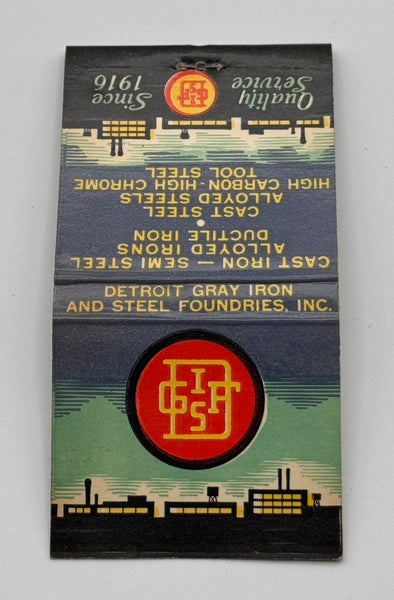 Quality
Service
Since
1916
CAST IRON — SEMI STEEL
ALLOYED IRONS
DUCTILE IRON
•
CAST STEEL
ALLOYED STEELS
HIGH CARBON-HIGH CHROME
TOOL STEEL
DETROIT GRAY IRON
AND STEEL FOUNDRIES, INC.
D
G I F
S